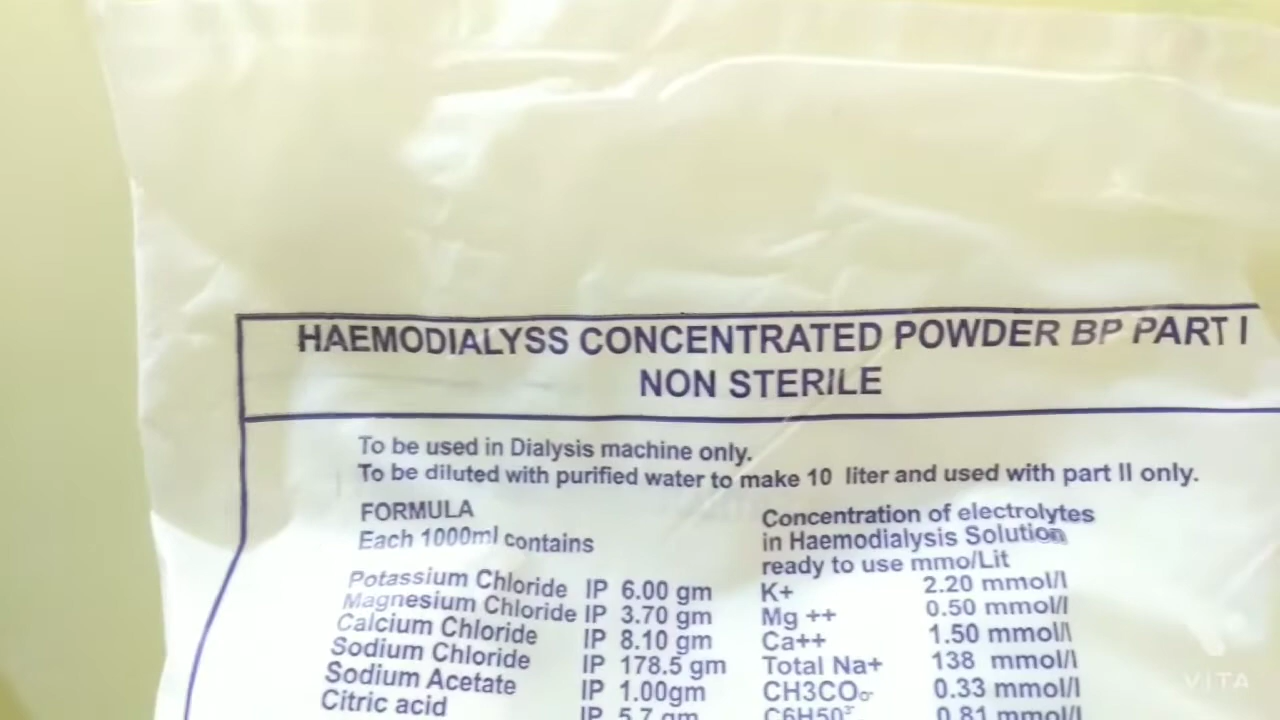 HAEMODIALYSS CONCENTRATED POWDER BP PART I
NON STERILE
To be used in Dialysis machine only.
To be diluted with purified water to make 10 liter and used with part II only.
FORMULA
Each 1000ml contains
Potassium Chloride IP 6.00 gm
Magnesium Chloride IP 3.70 gm
Calcium Chloride IP 8.10 gm
Sodium Chloride IP 178.5 gm
Sodium Acetate IP 1.00gm
Citric acid IP 5.7 gm
Concentration of electrolytes
in Haemodialysis Solution
ready to use mmo/Lit
K+ 2.20 mmol/l
Mg ++ 0.50 mmol/l
Ca++ 1.50 mmol/l
Total Na+ 138 mmol/l
CH3COo- 0.33 mmol/l
C6H50³⁻ 0.81 mmol/l
VITA